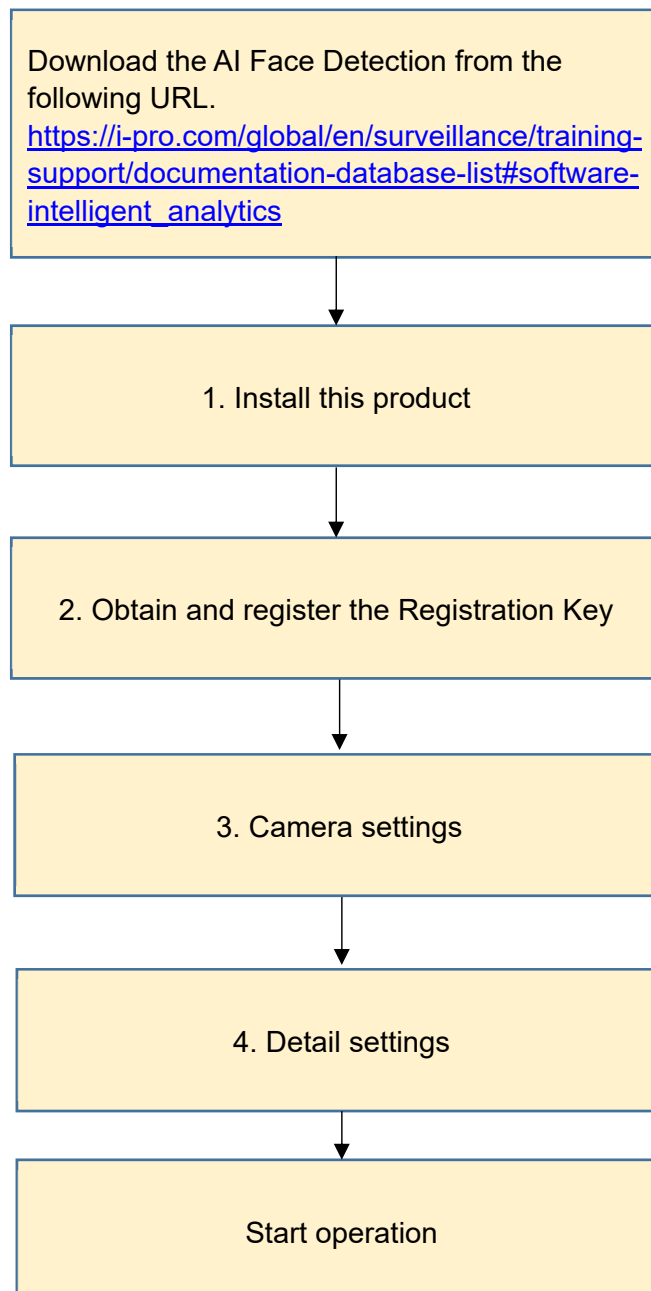 Download the AI Face Detection from the
following URL.
https://i-pro.com/global/en/surveillance/training-
support/documentation-database-list#software-
intelligent_analytics
1. Install this product
2. Obtain and register the Registration Key
3. Camera settings
4. Detail settings
Start operation